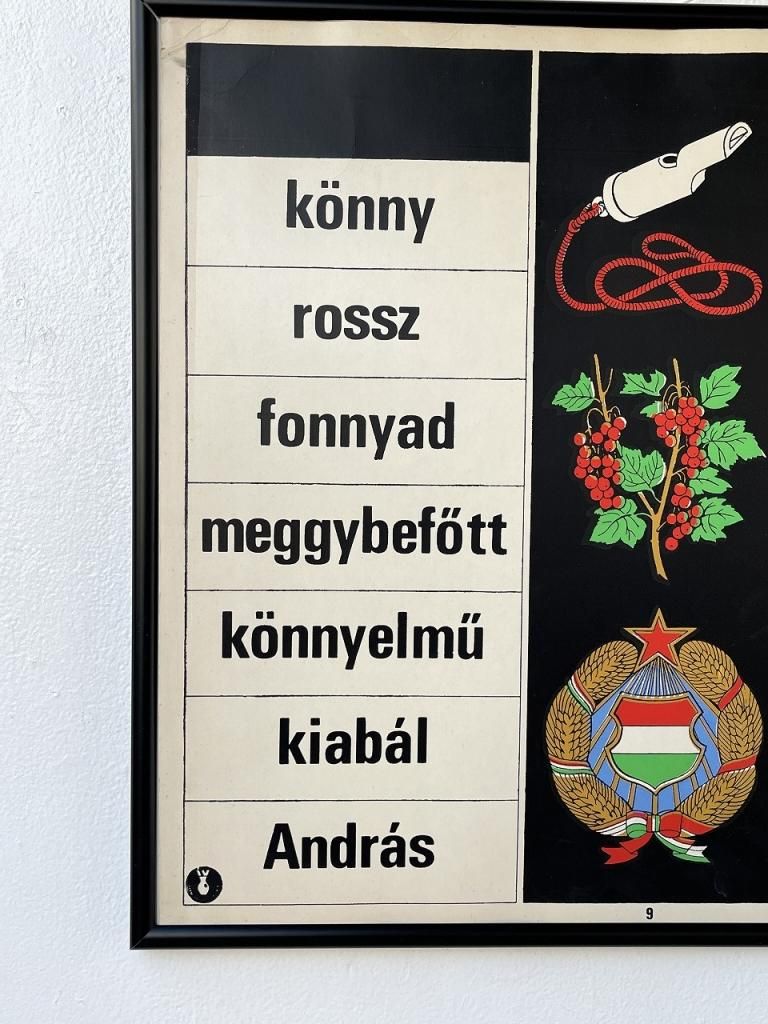 könny
rossz
fonnyad
meggybefőtt
könnyelmű
kiabál
András
9